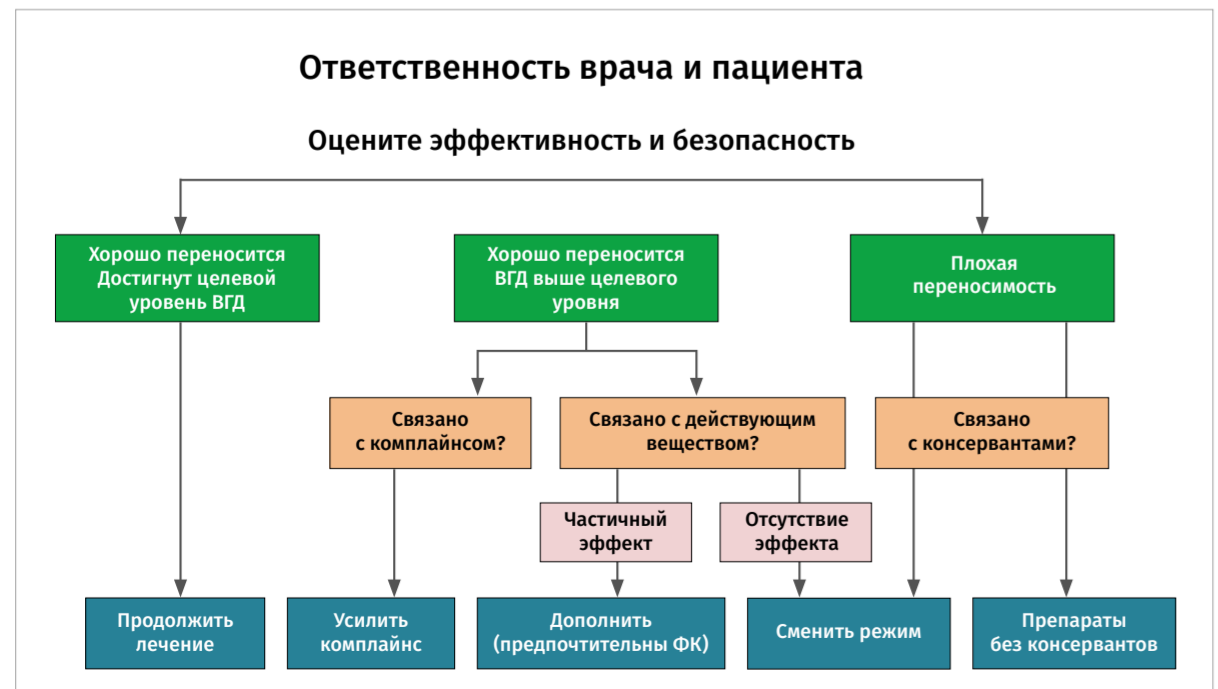 Ответственность врача и пациента
Оцените эффективность и безопасность
Хорошо переносится
Достигнут целевой
уровень ВГД
Хорошо переносится
ВГД выше целевого
уровня
Плохая
переносимость
Связано
с комплайнсом?
Связано с действующим
веществом?
Связано
с консервантами?
Частичный
эффект
Отсутствие
эффекта
Продолжить
лечение
Усилить
комплайнс
Дополнить
(предпочтительны ФК)
Сменить режим
Препараты
без консервантов